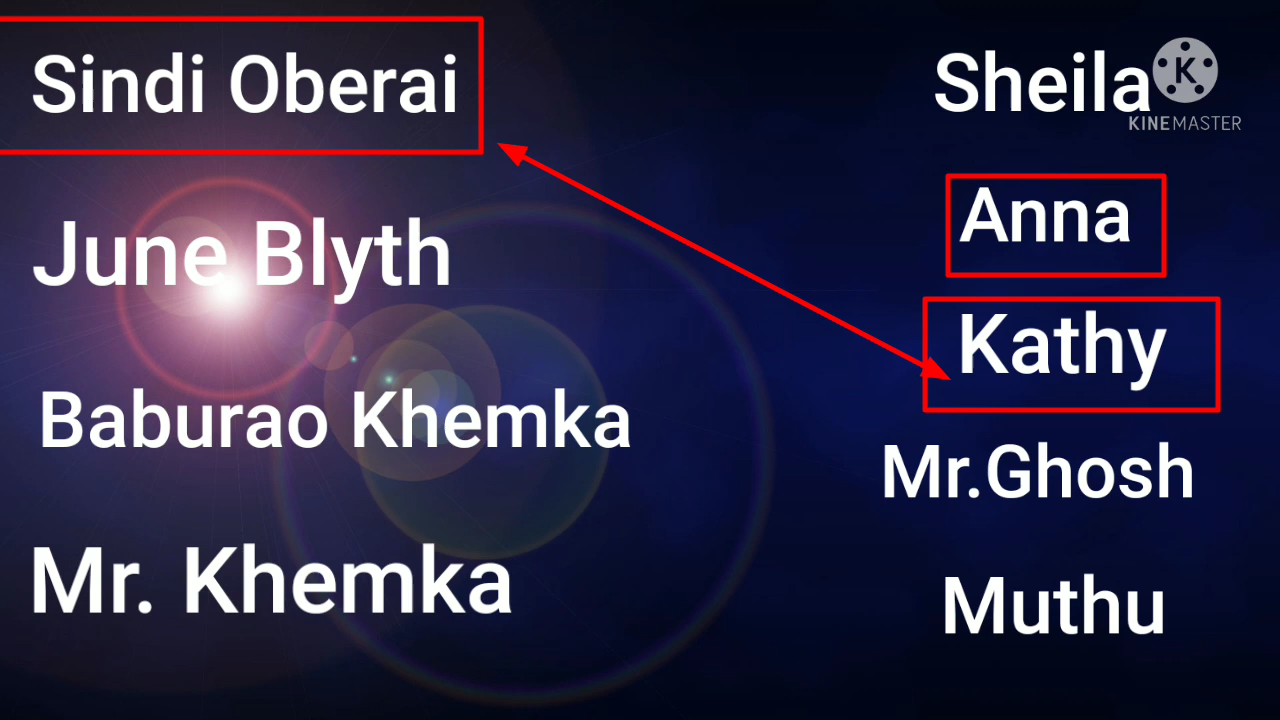 Sindi Oberai
June Blyth
Baburao Khemka
Mr. Khemka
Sheila
K
KINEMASTER
Anna
Kathy
Mr.Ghosh
Muthu